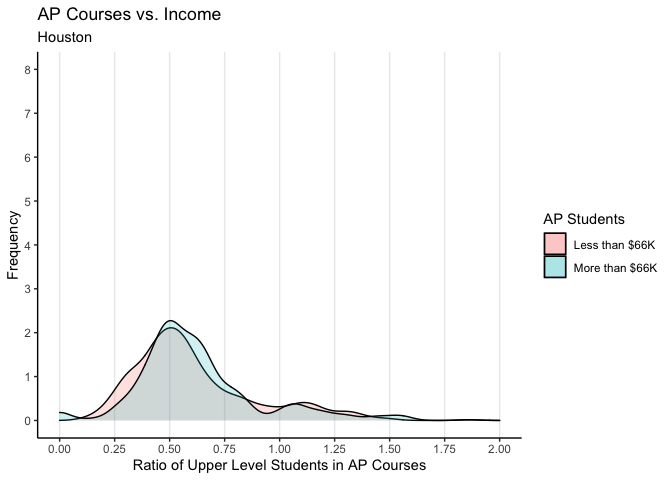 AP Courses vs. Income
Houston
8
7
6
5
4
3
2
1
0
Frequency
0.00 0.25 0.50 0.75 1.00 1.25 1.50 1.75 2.00
Ratio of Upper Level Students in AP Courses
AP Students
Less than $66K
More than $66K